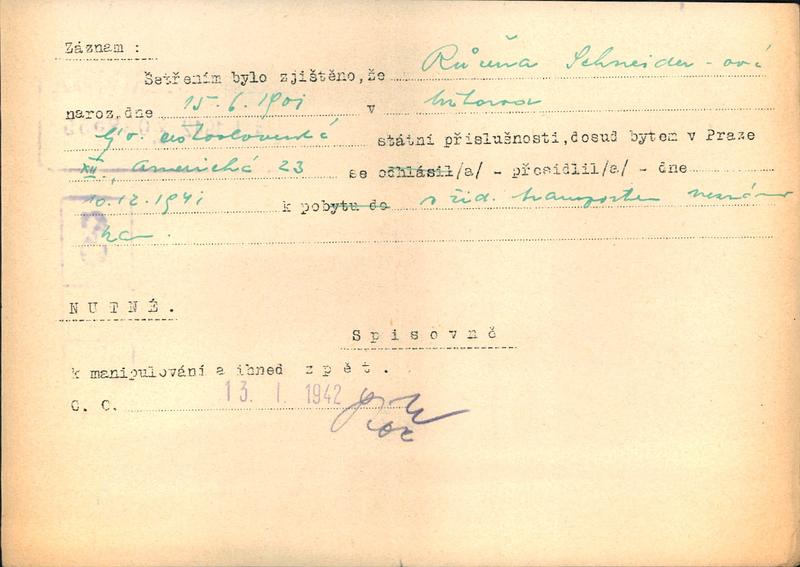 Záznam :
Šetřením bylo zjištěno, že Růžena Schneider-ová
naroz. dne 15. 6. 1901 v
čsl. státní příslušnosti, dosud bytem v Praze
XII., Americká 23 se odhlásil/a/ - přesídlil/a/ - dne
10. 12. 1941 k pobytu do s žid. transportem neznámo
kam.
NUTNÉ.
Spisovně
k manipulování a ihned zpět.
C. O. 13. I. 1942